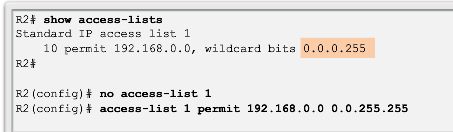 R2# show access-lists
Standard IP access list 1
    10 permit 192.168.0.0, wildcard bits 0.0.0.255
R2#
R2(config)# no access-list 1
R2(config)# access-list 1 permit 192.168.0.0 0.0.255.255